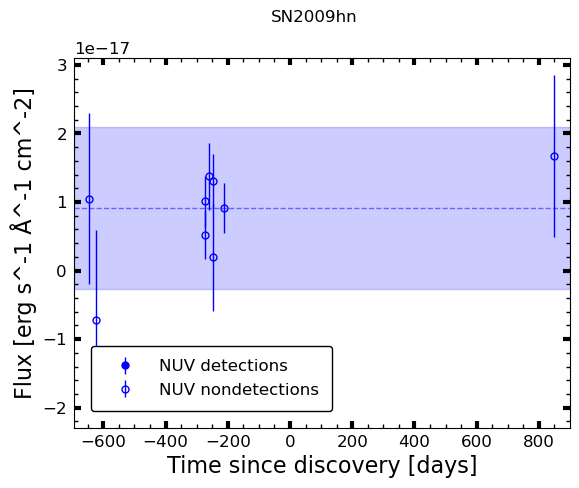 SN2009hn
1e−17
3
2
1
0
−1
−2
Flux [erg s^-1 Å^-1 cm^-2]
NUV detections
NUV nondetections
−600 −400 −200 0 200 400 600 800
Time since discovery [days]